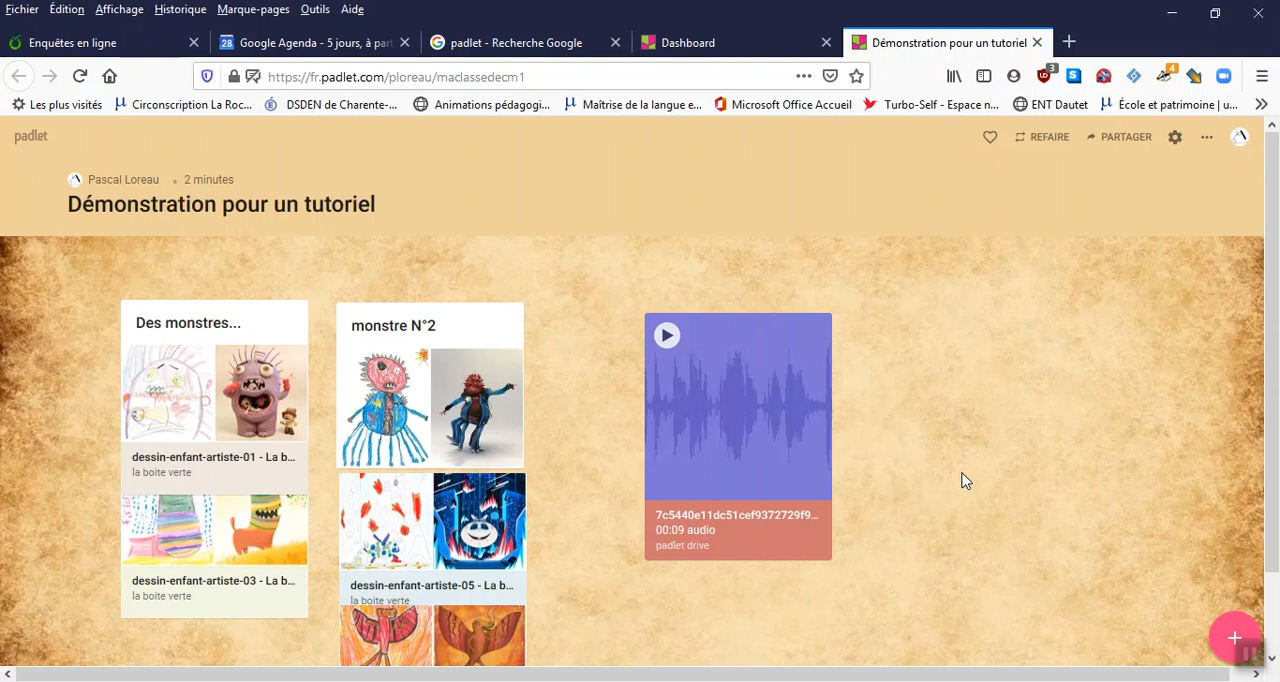 Fichier Édition Affichage Historique Marque-pages Outils Aide
Enquêtes en ligne
28 Google Agenda - 5 jours, à part
padlet - Recherche Google
Dashboard
Démonstration pour un tutoriel
https://fr.padlet.com/ploreau/maclassedecm1
3
4
Les plus visités
Circonscription La Roc...
DSDEN de Charente-...
Animations pédagogi...
Maîtrise de la langue e...
Microsoft Office Accueil
Turbo-Self - Espace n...
ENT Dautet
École et patrimoine | u...
padlet
REFAIRE
PARTAGER
Pascal Loreau • 2 minutes
Démonstration pour un tutoriel
Des monstres...
dessin-enfant-artiste-01 - La b...
la boite verte
dessin-enfant-artiste-03 - La b...
la boite verte
monstre N°2
dessin-enfant-artiste-05 - La b...
la boite verte
7c5440e11dc51cef9372729f9...
00:09 audio
padlet drive